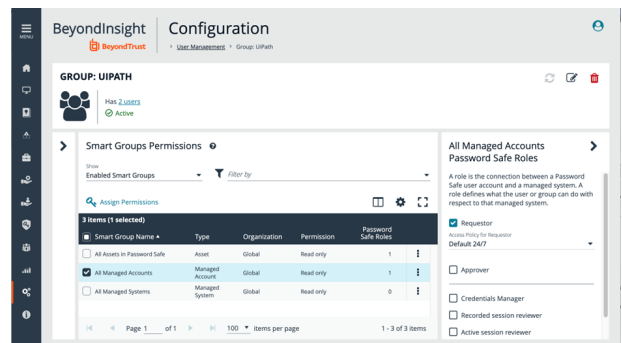 MENU
BeyondInsight
BeyondTrust
Configuration
> User Management > Group: UiPath
GROUP: UIPATH
Has 2 users
Active
Smart Groups Permissions
Show
Enabled Smart Groups
Filter by
Assign Permissions
3 items (1 selected)
Smart Group Name Type Organization Permission Password Safe Roles
All Assets in Password Safe Asset Global Read only 1
All Managed Accounts Managed Account Global Read only 1
All Managed Systems Managed System Global Read only 0
Page 1 of 1 100 items per page 1 - 3 of 3 items
All Managed Accounts
Password Safe Roles
A role is the connection between a Password
Safe user account and a managed system. A
role defines what the user or group can do with
respect to that managed system.
Requestor
Access Policy for Requestor
Default 24/7
Approver
Credentials Manager
Recorded session reviewer
Active session reviewer